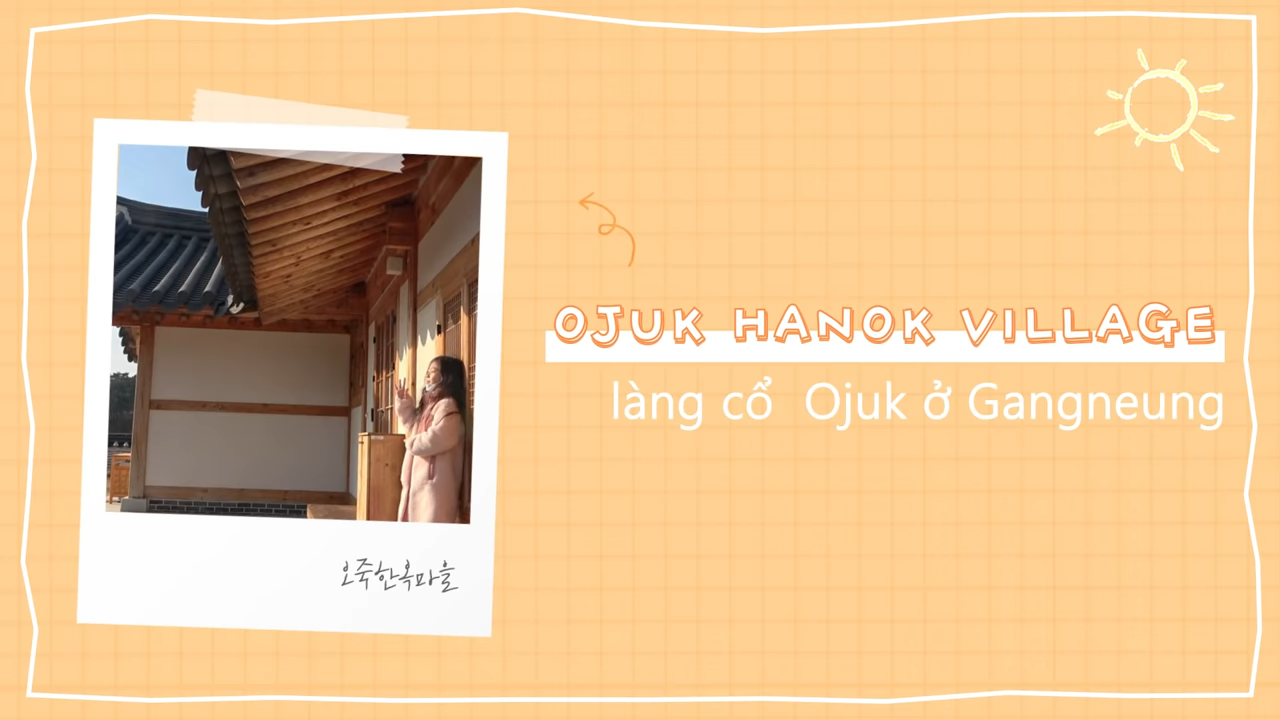 OJUK HANOK VILLAGE
làng cổ Ojuk ở Gangneung
오죽한옥마을